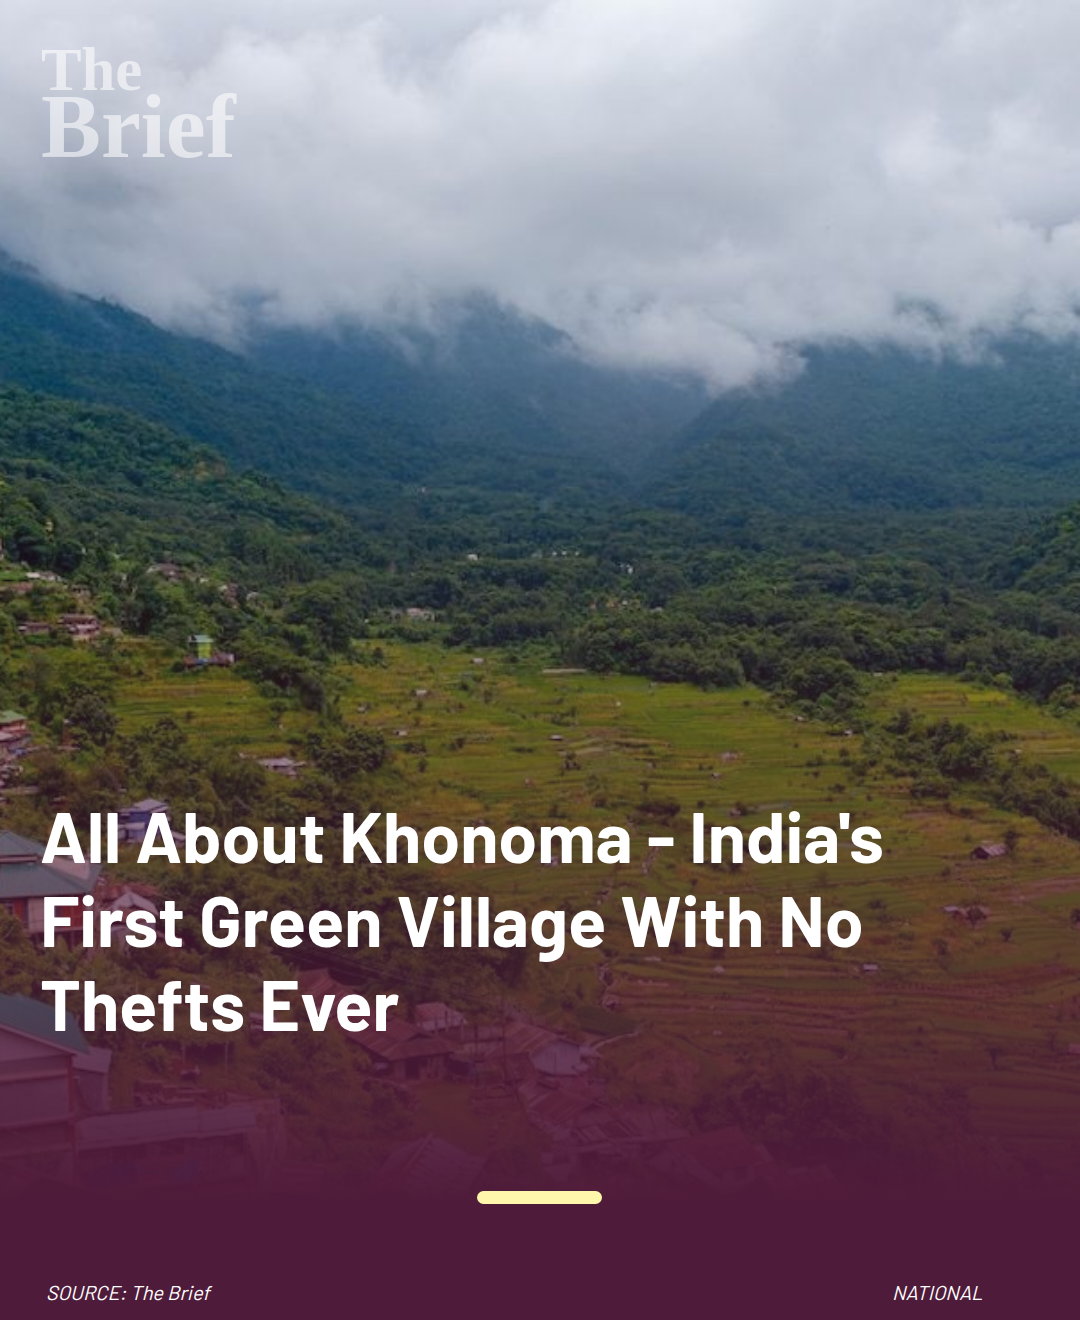 The
Brief
All About Khonoma - India's
First Green Village With No
Thefts Ever
SOURCE: The Brief
NATIONAL